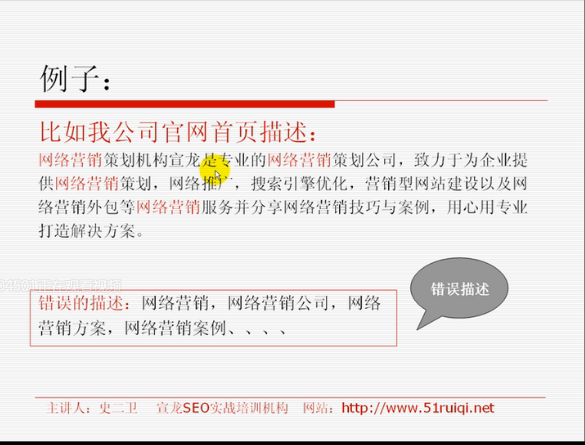 例子：
比如我公司官网首页描述：
网络营销策划机构宣龙是专业的网络营销策划公司，致力于为企业提
供网络营销策划，网络推广，搜索引擎优化，营销型网站建设以及网
络营销外包等网络营销服务并分享网络营销技巧与案例，用心用专业
打造解决方案。
错误描述
错误的描述：网络营销，网络营销公司，网络
营销方案，网络营销案例、、、、
主讲人：史二卫 宣龙SEO实战培训机构 网站：http://www.51ruiqi.net